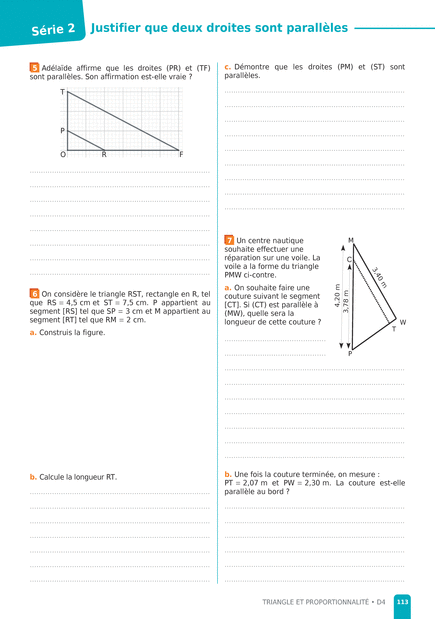 Série 2
Justifier que deux droites sont parallèles
5 Adélaïde affirme que les droites (PR) et (TF)
sont parallèles. Son affirmation est-elle vraie ?
T
P
O
R
F
6 On considère le triangle RST, rectangle en R, tel
que RS = 4,5 cm et ST = 7,5 cm. P appartient au
segment [RS] tel que SP = 3 cm et M appartient au
segment [RT] tel que RM = 2 cm.
a. Construis la figure.
b. Calcule la longueur RT.
c. Démontre que les droites (PM) et (ST) sont
parallèles.
7 Un centre nautique
souhaite effectuer une
réparation sur une voile. La
voile a la forme du triangle
PMW ci-contre.
a. On souhaite faire une
couture suivant le segment
[CT]. Si (CT) est parallèle à
(MW), quelle sera la
longueur de cette couture ?
M
C
3,40 m
4,20 m
3,78 m
W
T
P
b. Une fois la couture terminée, on mesure :
PT = 2,07 m et PW = 2,30 m. La couture est-elle
parallèle au bord ?
TRIANGLE ET PROPORTIONNALITÉ • D4
113